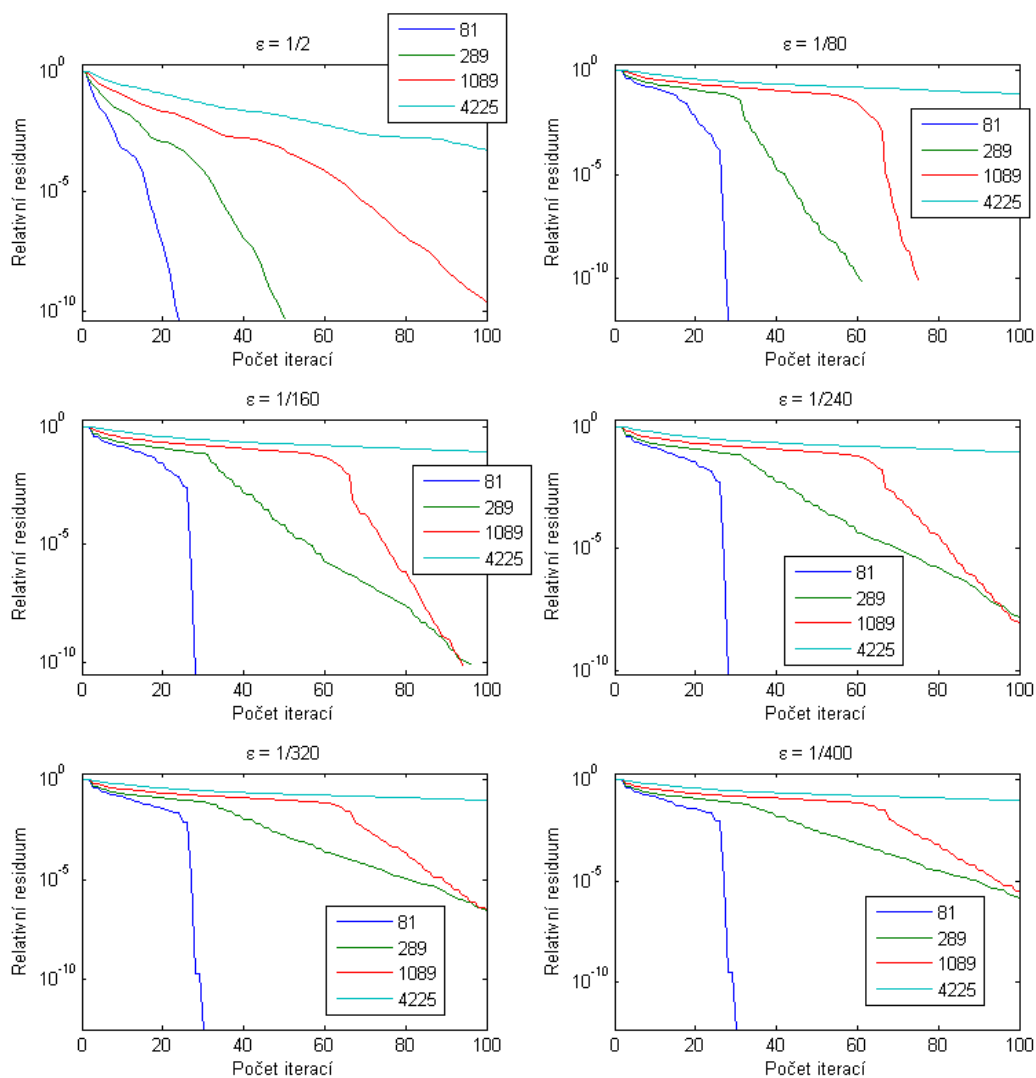 ε = 1/2
81
289
1089
4225
10^0
10^-5
10^-10
0 20 40 60 80 100
Relativní residuum
Počet iterací
ε = 1/80
81
289
1089
4225
10^0
10^-5
10^-10
0 20 40 60 80 100
Relativní residuum
Počet iterací
ε = 1/160
81
289
1089
4225
10^0
10^-5
10^-10
0 20 40 60 80 100
Relativní residuum
Počet iterací
ε = 1/240
81
289
1089
4225
10^0
10^-5
10^-10
0 20 40 60 80 100
Relativní residuum
Počet iterací
ε = 1/320
81
289
1089
4225
10^0
10^-5
10^-10
0 20 40 60 80 100
Relativní residuum
Počet iterací
ε = 1/400
81
289
1089
4225
10^0
10^-5
10^-10
0 20 40 60 80 100
Relativní residuum
Počet iterací